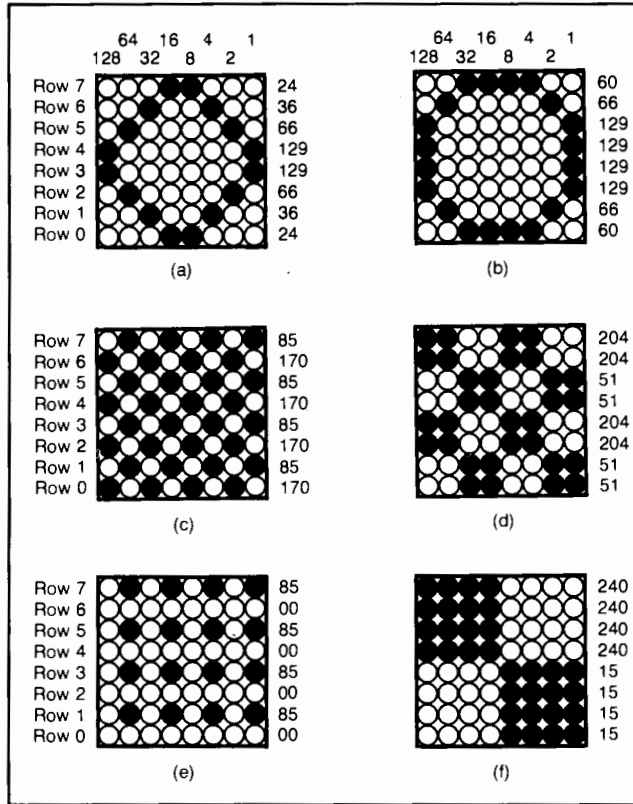 64 16 4 1
128 32 8 2
Row 7 24
Row 6 36
Row 5 66
Row 4 129
Row 3 129
Row 2 66
Row 1 36
Row 0 24
(a)
64 16 4 1
128 32 8 2
60
66
129
129
129
129
66
60
(b)
Row 7 85
Row 6 170
Row 5 85
Row 4 170
Row 3 85
Row 2 170
Row 1 85
Row 0 170
(c)
204
204
51
51
204
204
51
51
(d)
Row 7 85
Row 6 00
Row 5 85
Row 4 00
Row 3 85
Row 2 00
Row 1 85
Row 0 00
(e)
240
240
240
240
15
15
15
15
(f)